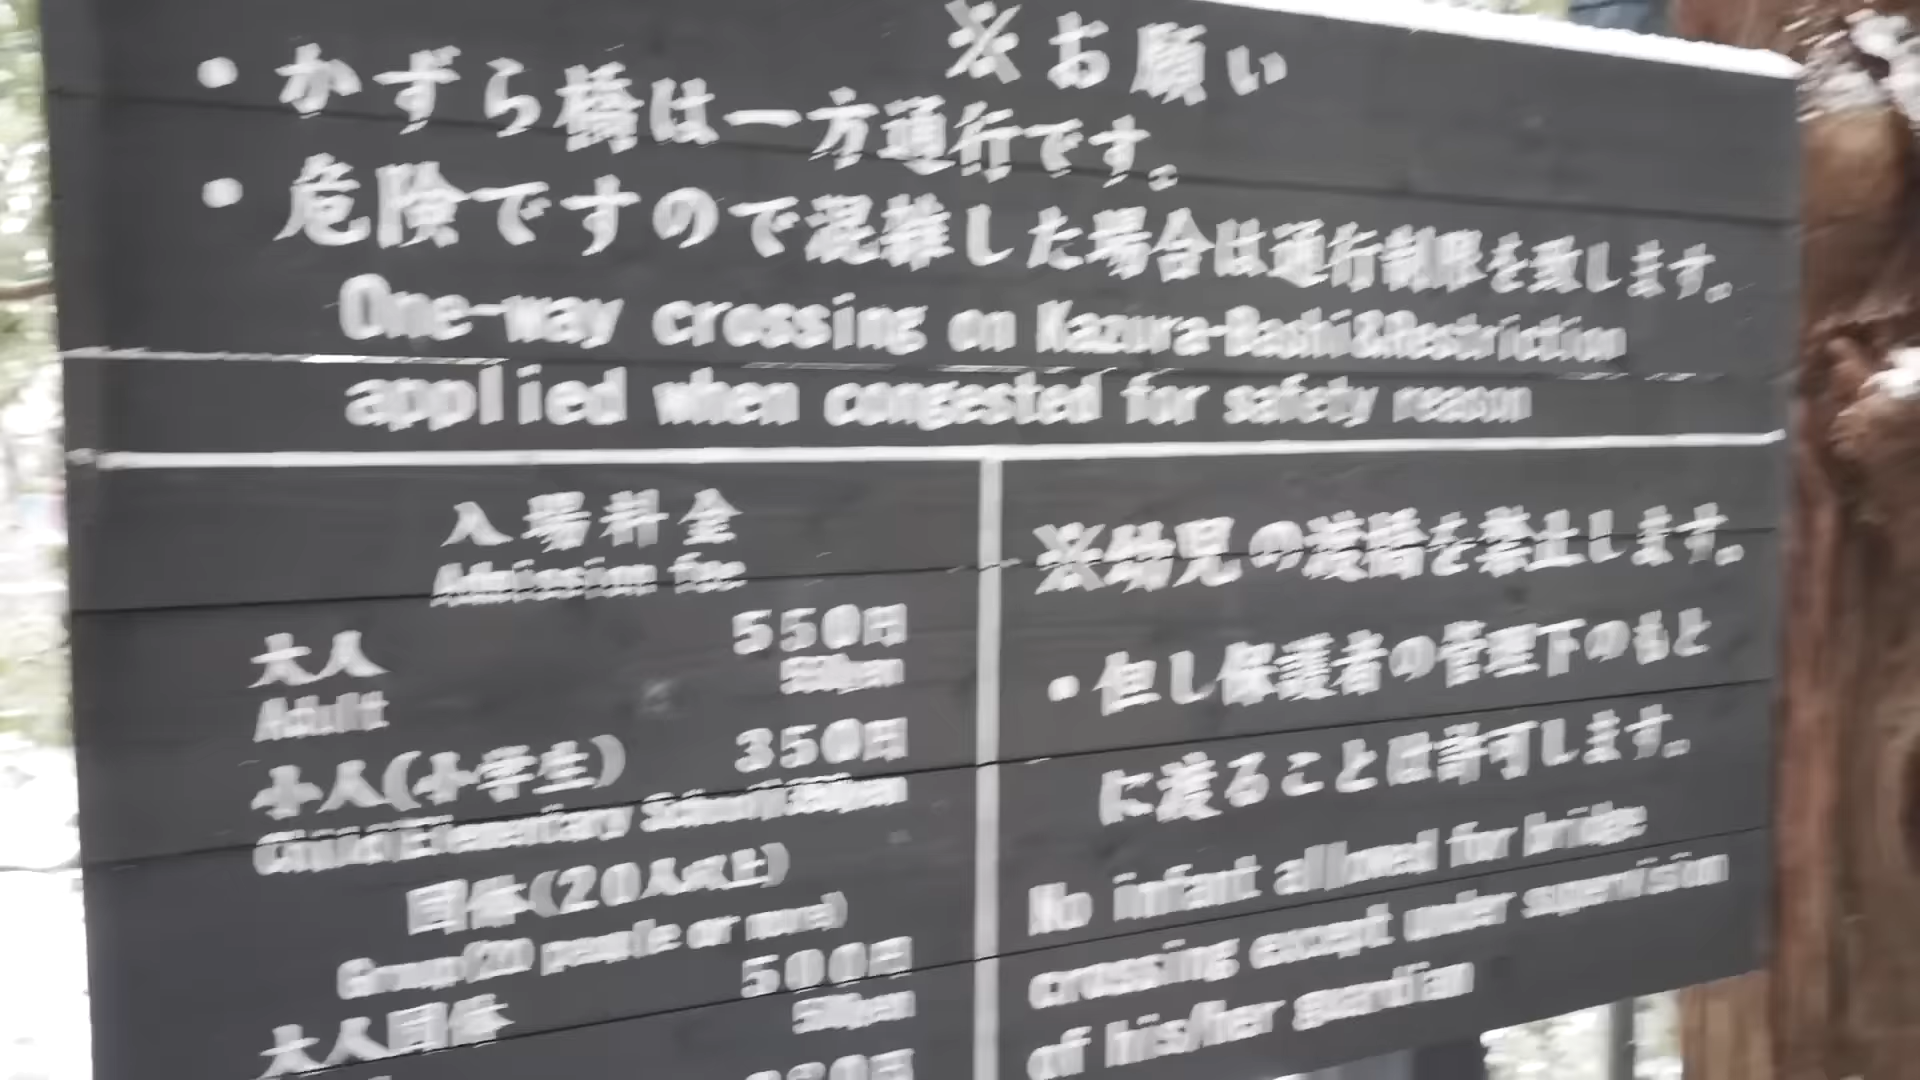 ※お願い
・かずら橋は一方通行です。
・危険ですので混雑した場合は通行制限を致します。
One-way crossing on Kazura-Bashi&Restriction
applied when congested for safety reason
入場料金
Admission fee
大人 550円
Adult 550yen
小人(小学生) 350円
Child(Elementary School)350yen
団体(20人以上)
Group(20 people or more)
大人団体 500円
500yen
※幼児の渡橋を禁止します。
・但し保護者の管理下のもと
に渡ることは許可します。
No infant allowed for bridge
crossing except under supervision
of his/her guardian